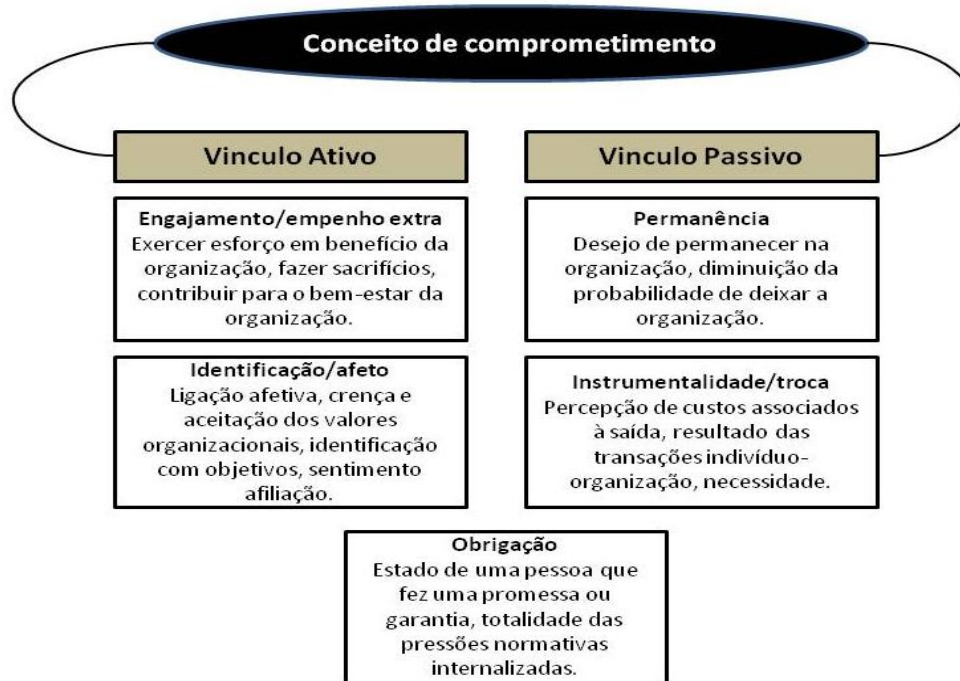 Conceito de comprometimento
Vinculo Ativo
Engajamento/empenho extra
Exercer esforço em benefício da
organização, fazer sacrifícios,
contribuir para o bem-estar da
organização.
Identificação/afeto
Ligação afetiva, crença e
aceitação dos valores
organizacionais, identificação
com objetivos, sentimento
afiliação.
Vinculo Passivo
Permanência
Desejo de permanecer na
organização, diminuição da
probabilidade de deixar a
organização.
Instrumentalidade/troca
Percepção de custos associados
à saída, resultado das
transações indivíduo-
organização, necessidade.
Obrigação
Estado de uma pessoa que
fez uma promessa ou
garantia, totalidade das
pressões normativas
internalizadas.